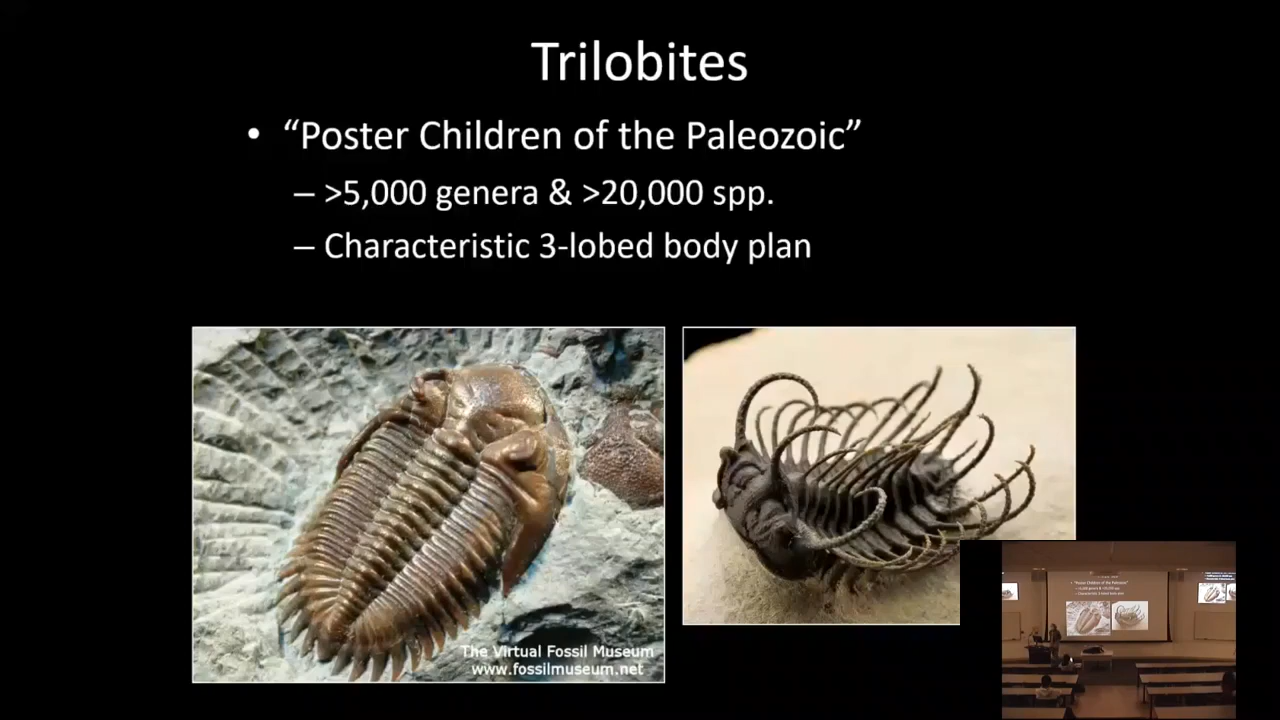 Trilobites
• “Poster Children of the Paleozoic”
– >5,000 genera & >20,000 spp.
– Characteristic 3-lobed body plan
The Virtual Fossil Museum
www.fossilmuseum.net